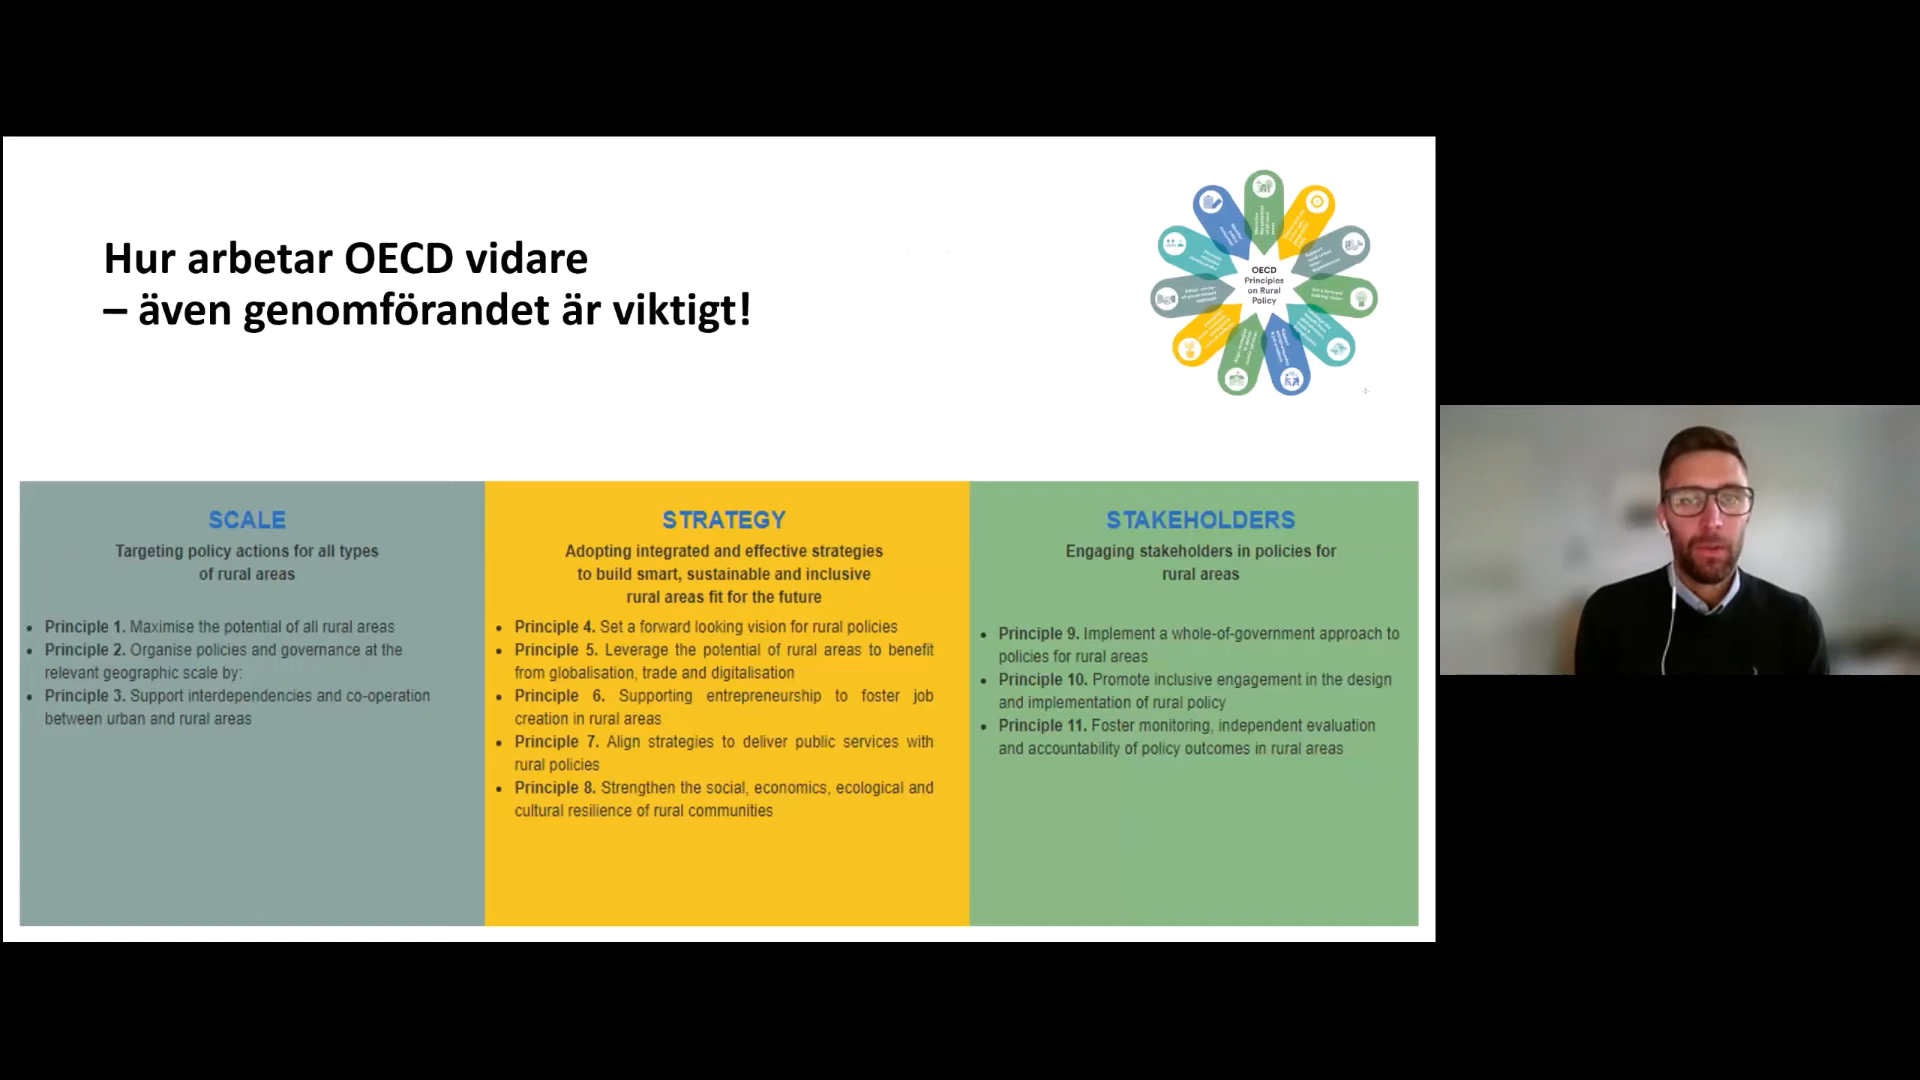 Hur arbetar OECD vidare
– även genomförandet är viktigt!
OECD
Principles
on Rural
Policy
SCALE
Targeting policy actions for all types
of rural areas
• Principle 1. Maximise the potential of all rural areas
• Principle 2. Organise policies and governance at the
relevant geographic scale by:
• Principle 3. Support interdependencies and co-operation
between urban and rural areas
STRATEGY
Adopting integrated and effective strategies
to build smart, sustainable and inclusive
rural areas fit for the future
• Principle 4. Set a forward looking vision for rural policies
• Principle 5. Leverage the potential of rural areas to benefit
from globalisation, trade and digitalisation
• Principle 6. Supporting entrepreneurship to foster job
creation in rural areas
• Principle 7. Align strategies to deliver public services with
rural policies
• Principle 8. Strengthen the social, economics, ecological and
cultural resilience of rural communities
STAKEHOLDERS
Engaging stakeholders in policies for
rural areas
• Principle 9. Implement a whole-of-government approach to
policies for rural areas
• Principle 10. Promote inclusive engagement in the design
and implementation of rural policy
• Principle 11. Foster monitoring, independent evaluation
and accountability of policy outcomes in rural areas